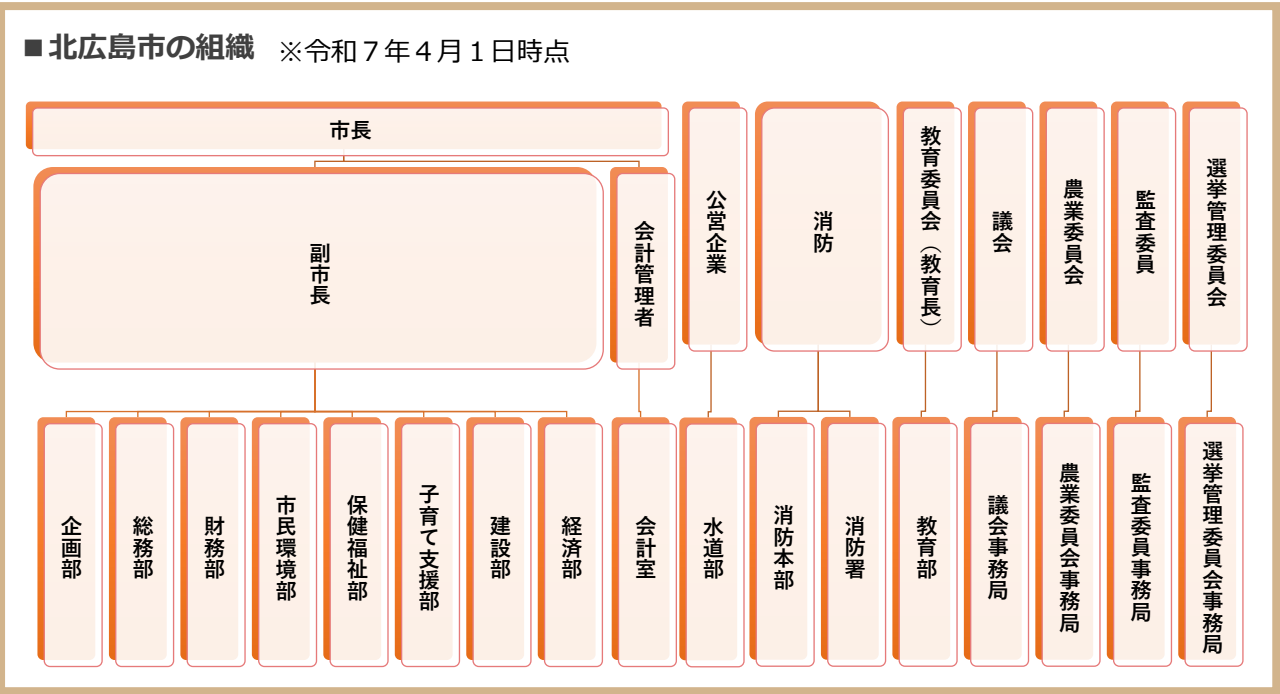 ■北広島市の組織 ※令和７年４月１日時点
市長
副市長
会計管理者
公営企業
消防
教育委員会（教育長）
議会
農業委員会
監査委員
選挙管理委員会
企画部
総務部
財務部
市民環境部
保健福祉部
子育て支援部
建設部
経済部
会計室
水道部
消防本部
消防署
教育部
議会事務局
農業委員会事務局
監査委員事務局
選挙管理委員会事務局